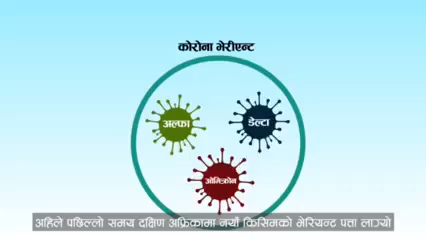 कोरोना भेरीएन्ट
अल्फा
डेल्टा
ओमिक्रोन
अहिले पछिल्लो समय दक्षिण अफ्रिकामा नयाँ किसिमको भेरियन्ट पत्ता लाग्यो